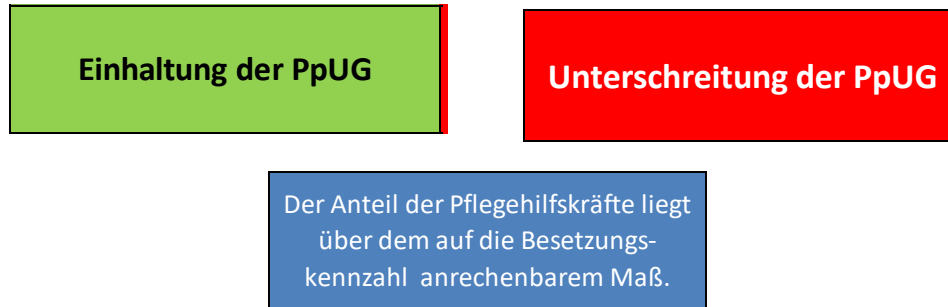 Einhaltung der PpUG
Unterschreitung der PpUG
Der Anteil der Pflegehilfskräfte liegt
über dem auf die Besetzungs-
kennzahl  anrechenbarem Maß.